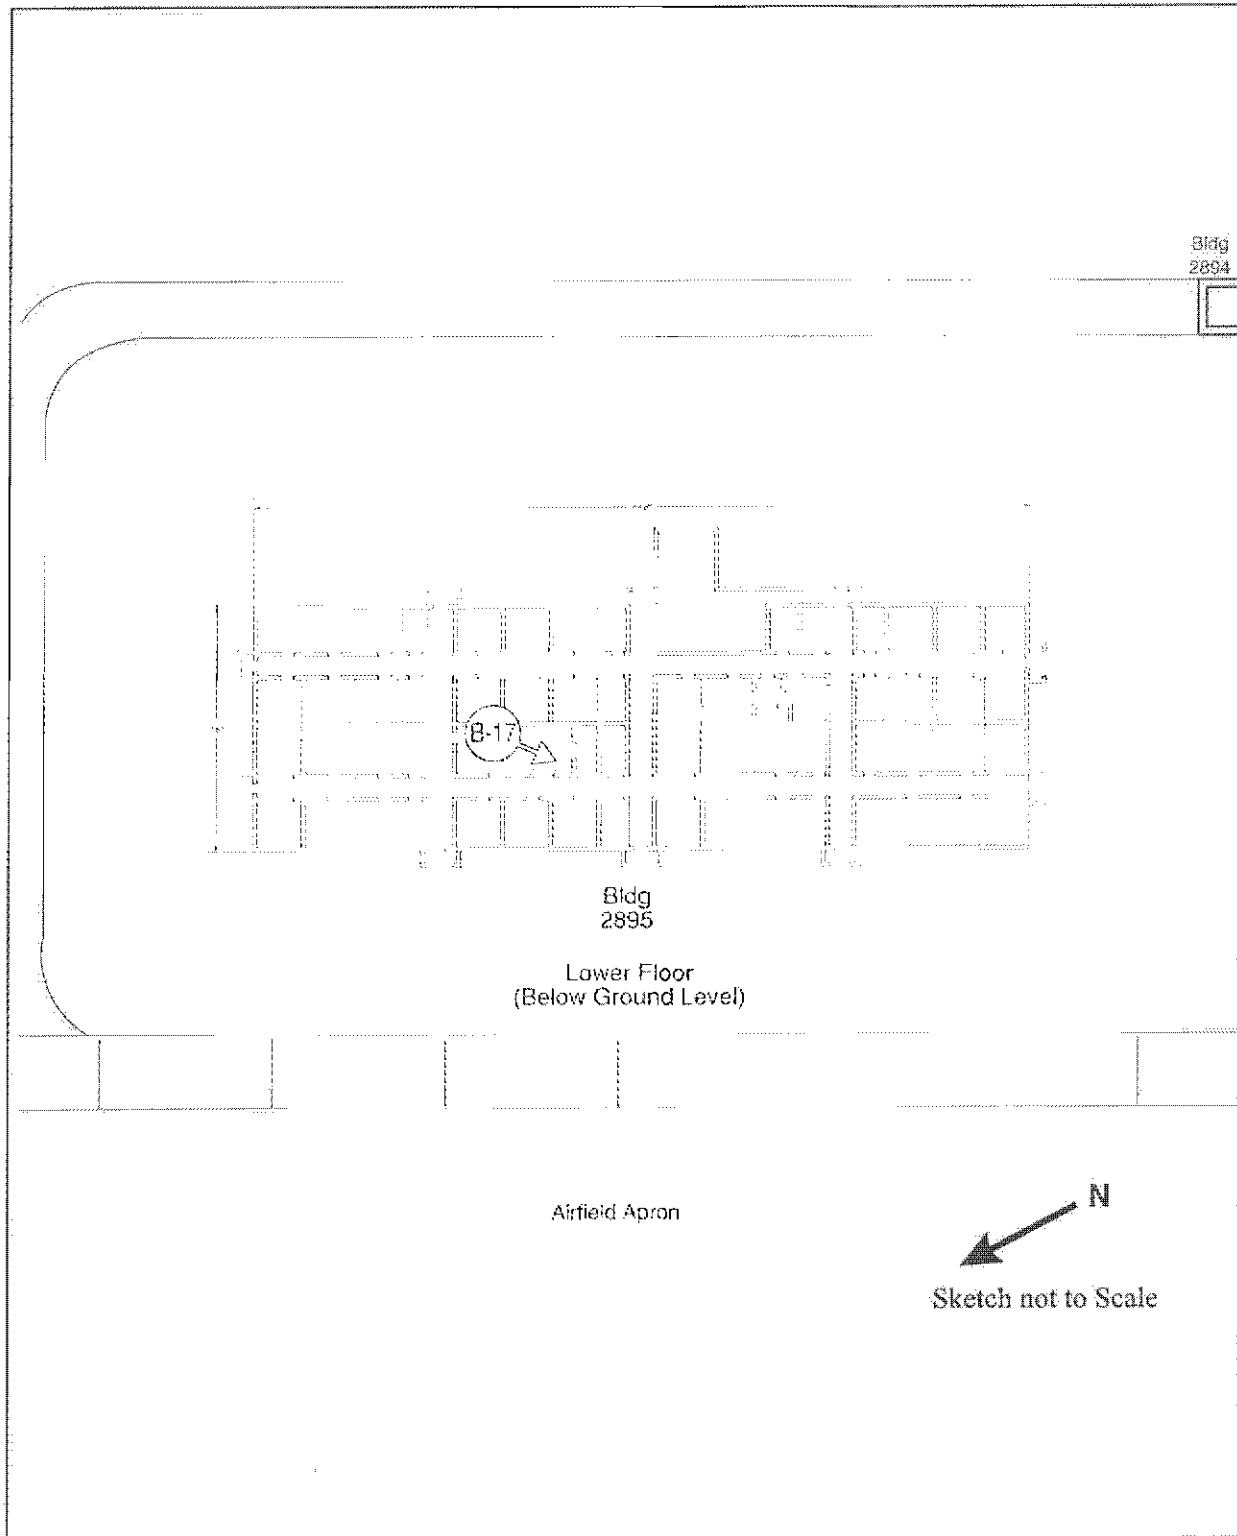 Bldg
2894
B-17
Bldg
2895
Lower Floor
(Below Ground Level)
Airfield Apron
N
Sketch not to Scale